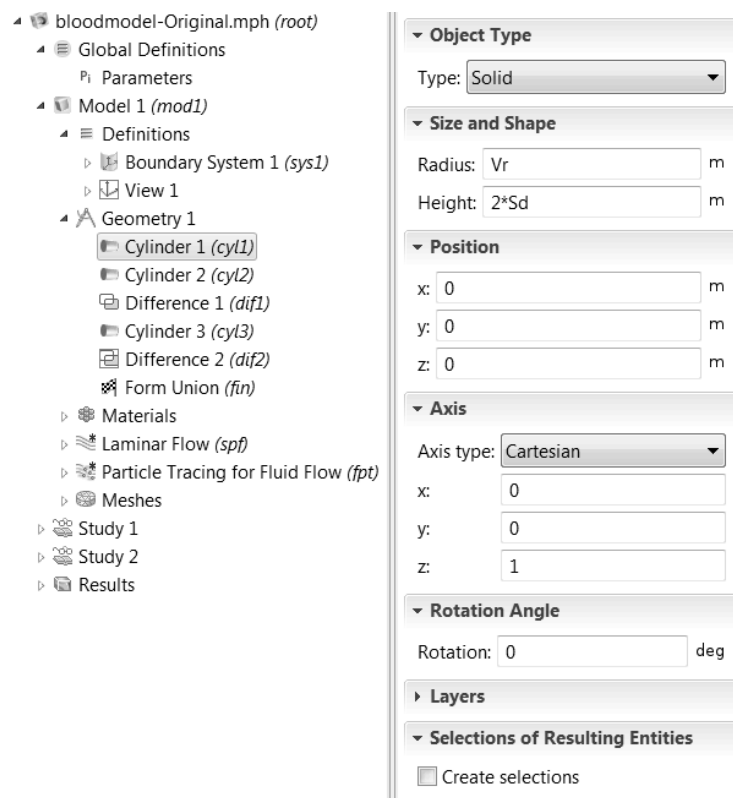 bloodmodel-Original.mph (root)
Global Definitions
Pi Parameters
Model 1 (mod1)
Definitions
Boundary System 1 (sys1)
View 1
Geometry 1
Cylinder 1 (cyl1)
Cylinder 2 (cyl2)
Difference 1 (dif1)
Cylinder 3 (cyl3)
Difference 2 (dif2)
Form Union (fin)
Materials
Laminar Flow (spf)
Particle Tracing for Fluid Flow (fpt)
Meshes
Study 1
Study 2
Results
Object Type
Type: Solid
Size and Shape
Radius: Vr m
Height: 2*Sd m
Position
x: 0 m
y: 0 m
z: 0 m
Axis
Axis type: Cartesian
x: 0
y: 0
z: 1
Rotation Angle
Rotation: 0 deg
Layers
Selections of Resulting Entities
Create selections